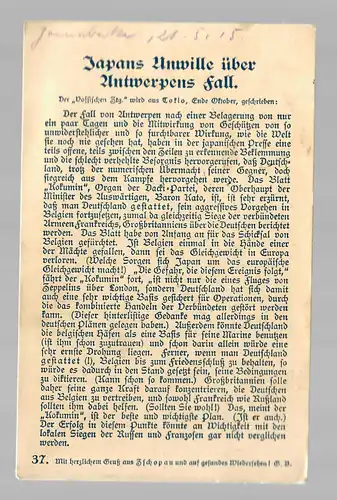 21.5.15.
Japans Unwille über
Antwerpens Fall.
Der „Vossischen Ztg.“ wird aus Tokio, Ende Oktober, geschrieben:
Der Fall von Antwerpen nach einer Belagerung von nur
ein paar Tagen und die Mitwirkung von Geschützen von so
unwiderstehlicher und so furchtbarer Wirkung, wie die Welt
sie noch nie gesehen hat, haben in der japanischen Presse eine
teils offene, teils zwischen den Zeilen zu erkennende Beklemmung
und die schlecht verhehlte Besorgnis hervorgerufen, daß Deutsch-
land, trotz der numerischen Übermacht seiner Gegner, doch
siegreich aus dem Kampfe hervorgehen werde. Das Blatt
„Kokumin“, Organ der Dacki-Partei, deren Oberhaupt der
Minister des Auswärtigen, Baron Kato, ist, ist sehr erzürnt,
daß man Deutschland gestattet, sein aggressives Vorgehen in
Belgien fortzusetzen, zumal da gleichzeitig Siege der verbündeten
Armeen Frankreichs, Großbritanniens über die Deutschen berichtet
werden. Das Blatt habe von Anfang an für das Schicksal von
Belgien gefürchtet. Ist Belgien einmal in die Hände einer
der Mächte gefallen, dann sei das Gleichgewicht in Europa
verloren. (Welche Sorgen sich Japan um das europäische
Gleichgewicht macht!) „Die Gefahr, die diesem Ereignis folgt,“
fährt der „Kokumin“ fort, „ist nicht nur die eines Fluges von
Zeppelins über London, sondern Deutschland hat sich damit
auch eine sehr wichtige Basis gesichert für Operationen, durch
die das kombinierte Handeln der Verbündeten gestört werden
kann. (Dieser hinterlistige Gedanke mag allerdings in den
deutschen Plänen gelegen haben.) Außerdem könnte Deutschland
die belgischen Häfen als eine Basis für seine Marine benutzen
(ist ihm schon zuzutrauen) und schon darin allein würde eine
sehr ernste Drohung liegen. Ferner, wenn man Deutschland
gestattet (!), Belgien bis zum Friedensschluß zu behalten, so
würde es dadurch in den Stand gesetzt sein, seine Bedingungen
zu diktieren. (Kann schon so kommen.) Großbritannien solle
daher seine ganze Kraft darauf konzentrieren, die Deutschen
aus Belgien zu vertreiben, und sowohl Frankreich wie Rußland
sollten ihm dabei helfen. (Sollten Sie wohl!) Das, meint der
„Kokumin“, ist der beste und wichtigste Plan. (Ist er auch.)
Der Erfolg in diesem Punkte könnte an Wichtigkeit mit den
lokalen Siegen der Russen und Franzosen gar nicht verglichen
werden.
37. Mit herzlichem Gruß aus Zschopau und auf gesundes Wiedersehen! G. B.